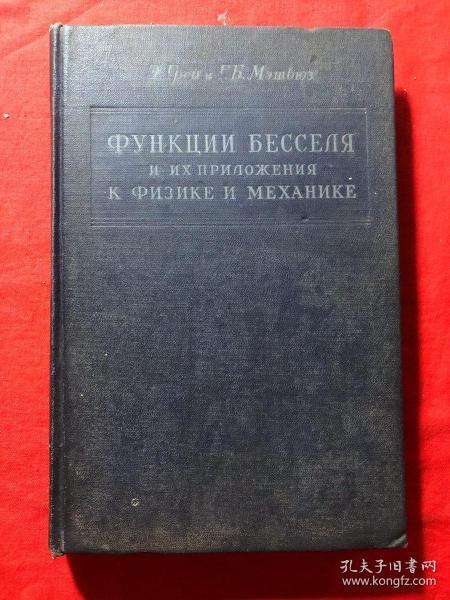 Э. Грей и Г. Б. Мэтьюз
ФУНКЦИИ БЕССЕЛЯ
И ИХ ПРИЛОЖЕНИЯ
К ФИЗИКЕ И МЕХАНИКЕ
孔夫子旧书网
www.kongfz.com